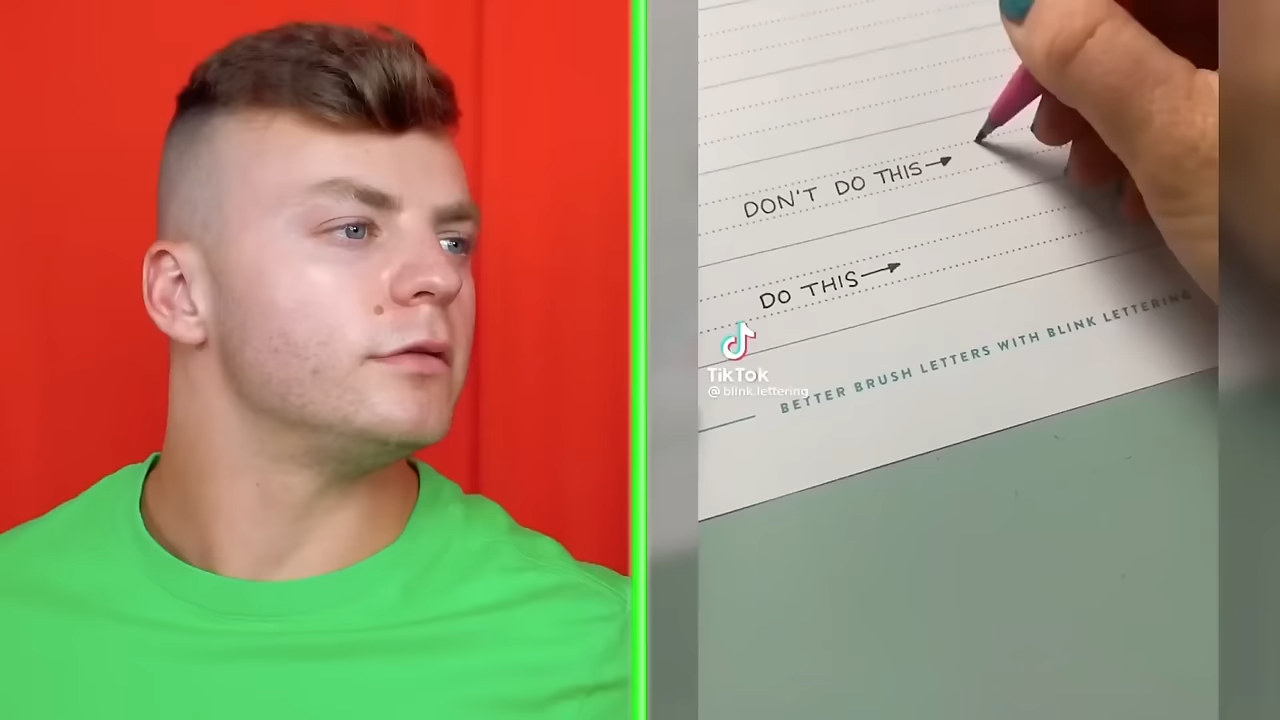 DON'T DO THIS→
DO THIS→
TikTok
@blink.lettering
BETTER BRUSH LETTERS WITH BLINK LETTERING